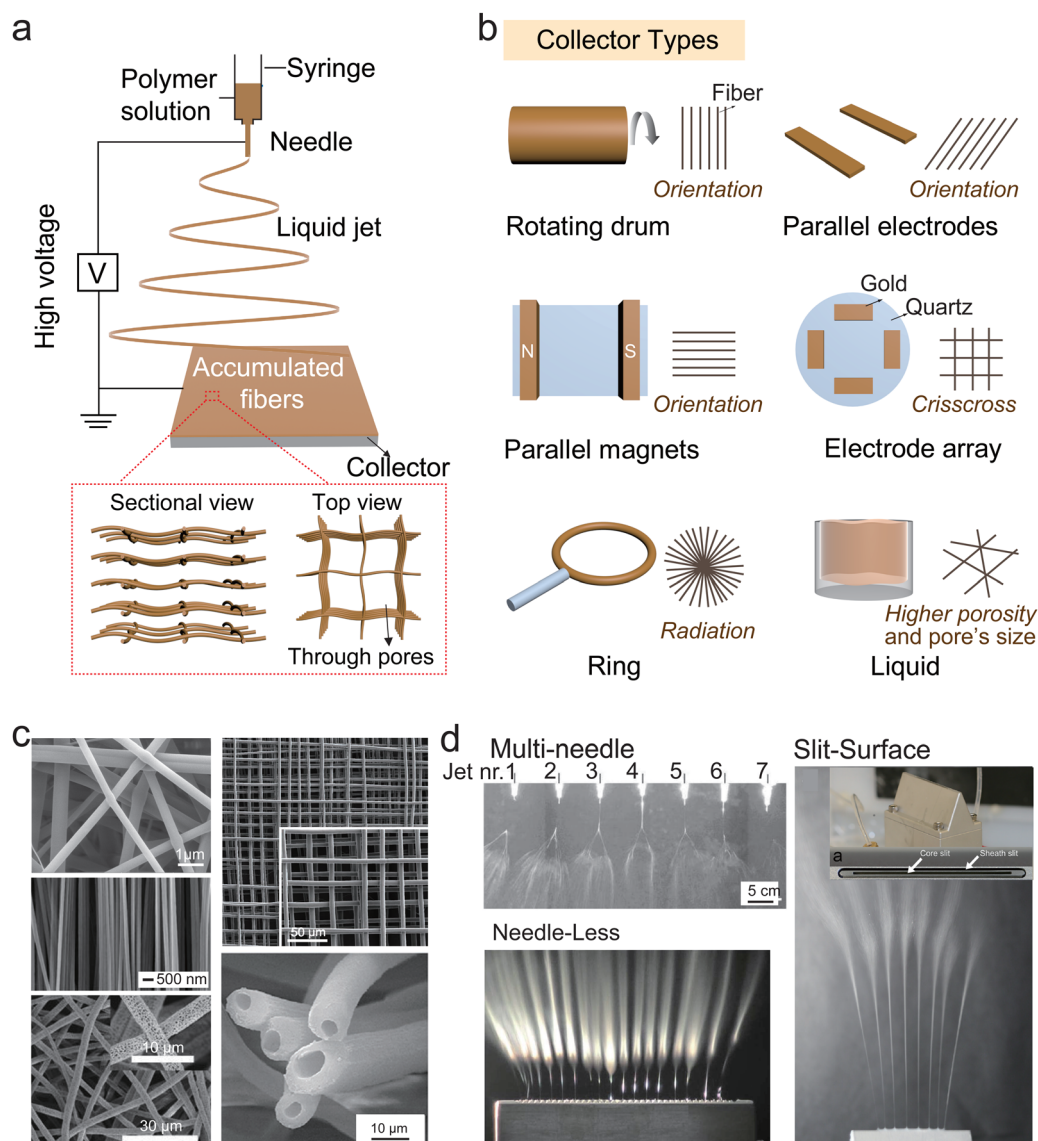 a
Syringe
Polymer
solution
Needle
Liquid jet
High voltage
V
Accumulated
fibers
Collector
Sectional view
Top view
Through pores
b
Collector Types
Fiber
Orientation
Rotating drum
Orientation
Parallel electrodes
N
S
Orientation
Parallel magnets
Gold
Quartz
Crisscross
Electrode array
Radiation
Ring
Higher porosity
and pore's size
Liquid
c
1µm
500 nm
10 µm
30 µm
50 µm
10 µm
d
Multi-needle
Jet nr.1 2 3 4 5 6 7
5 cm
Needle-Less
Slit-Surface
a
Core slit
Sheath slit